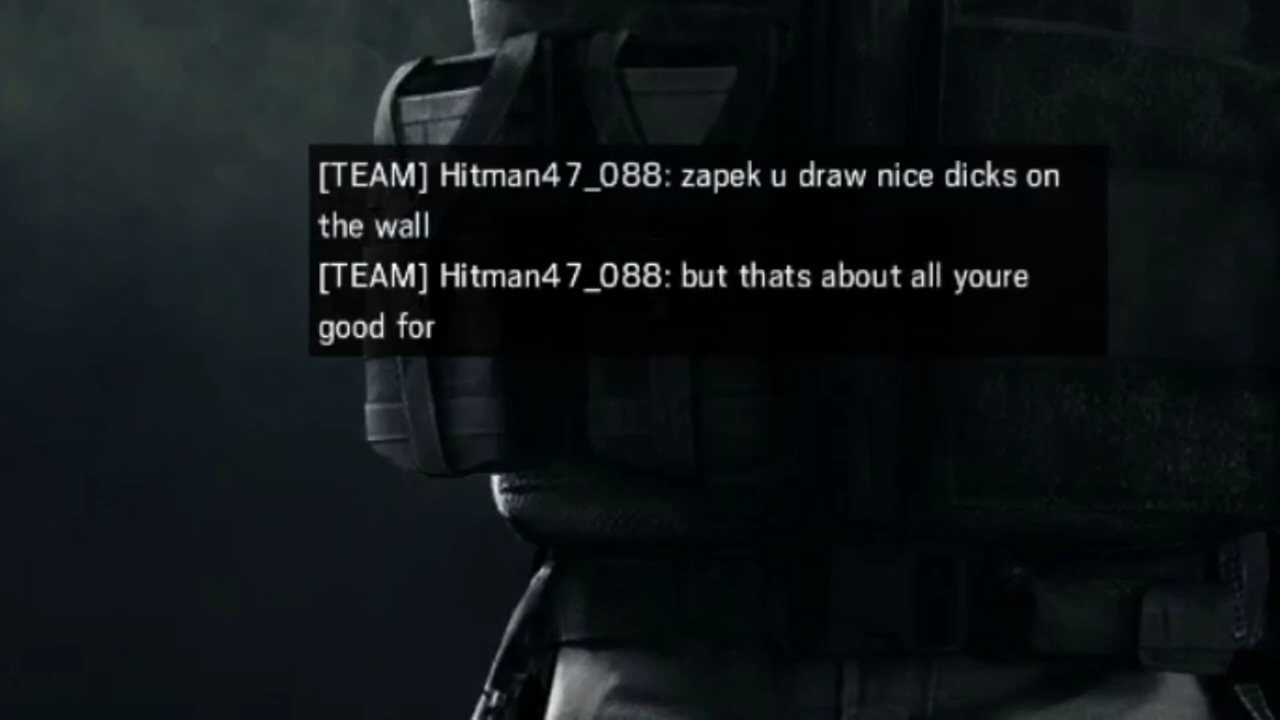 [TEAM] Hitman47_088: zapek u draw nice dicks on
the wall
[TEAM] Hitman47_088: but thats about all youre
good for